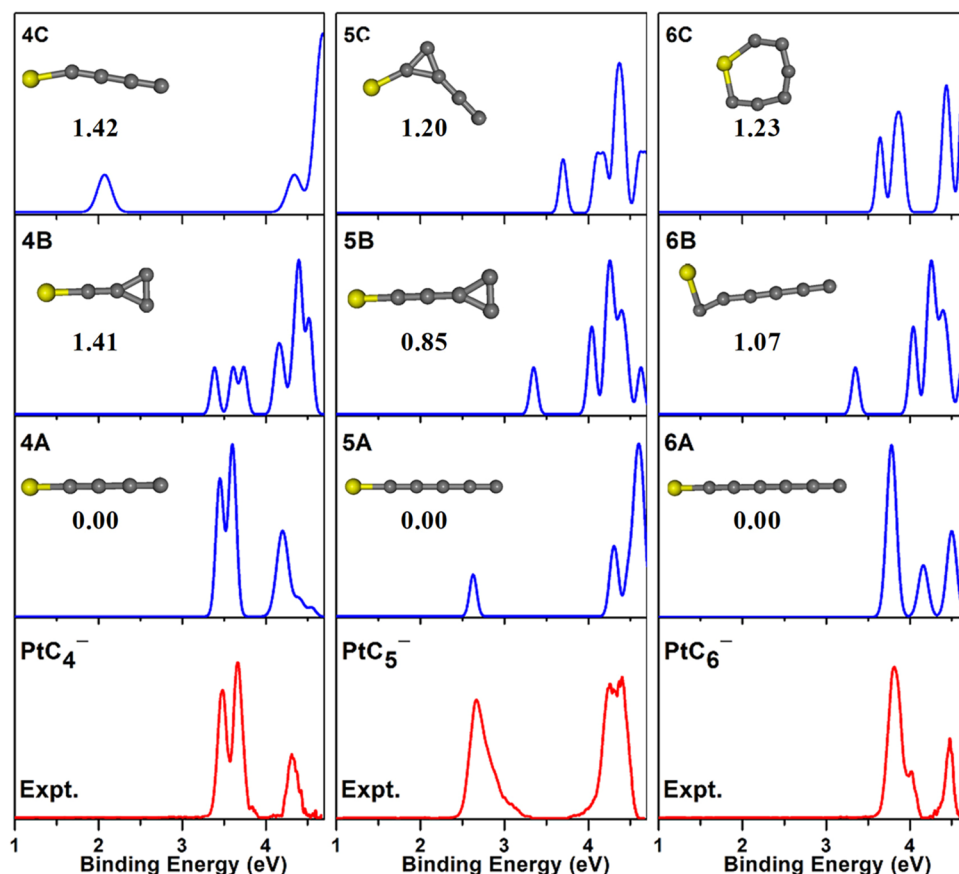 4C
1.42
5C
1.20
6C
1.23
4B
1.41
5B
0.85
6B
1.07
4A
0.00
5A
0.00
6A
0.00
PtC₄⁻
Expt.
PtC₅⁻
Expt.
PtC₆⁻
Expt.
1 2 3 4
1 2 3 4
1 2 3 4
Binding Energy (eV)
Binding Energy (eV)
Binding Energy (eV)